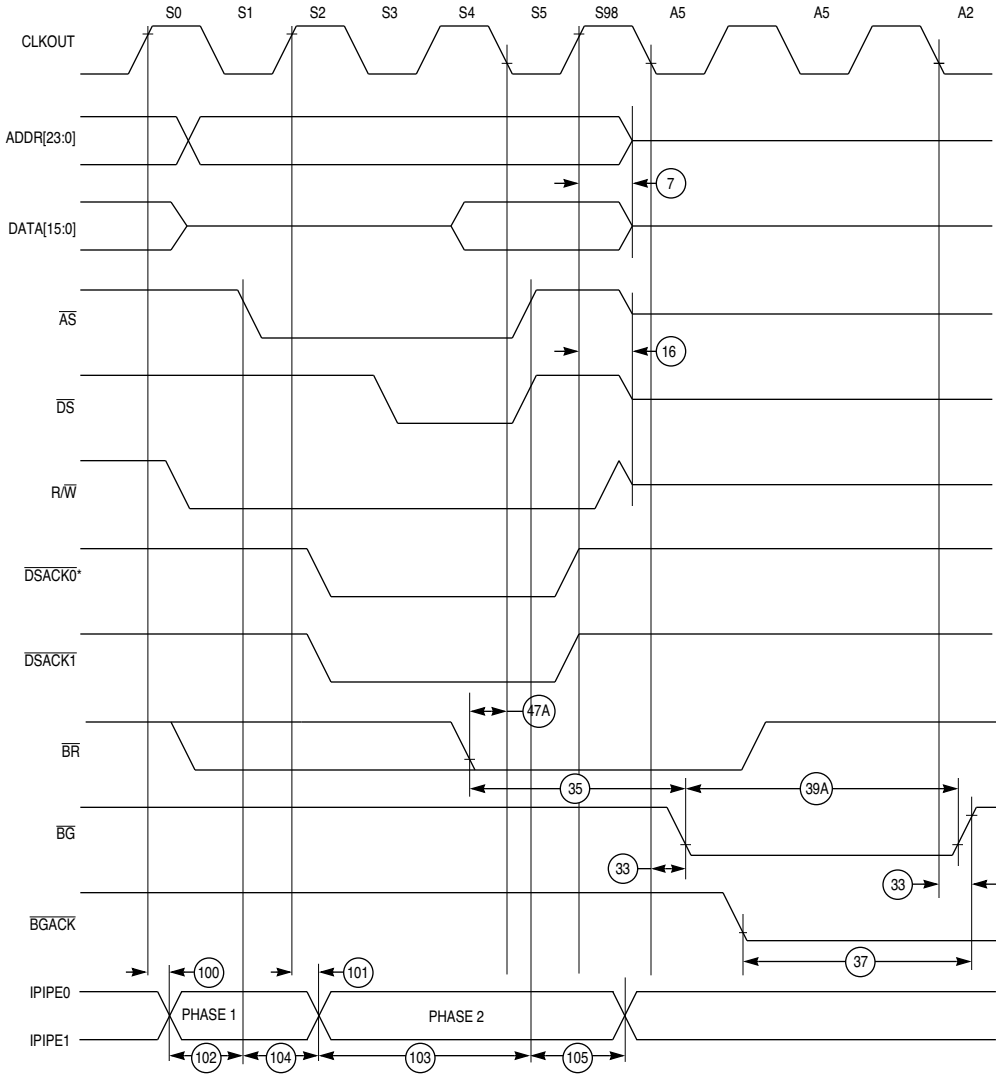 S0 S1 S2 S3 S4 S5 S98 A5 A5 A2
CLKOUT
ADDR[23:0]
7
DATA[15:0]
AS
16
DS
R/W
DSACK0*
DSACK1
47A
BR
35 39A
BG
33 33
BGACK
37
100 101
IPIPE0
PHASE 1 PHASE 2
IPIPE1
102 104 103 105